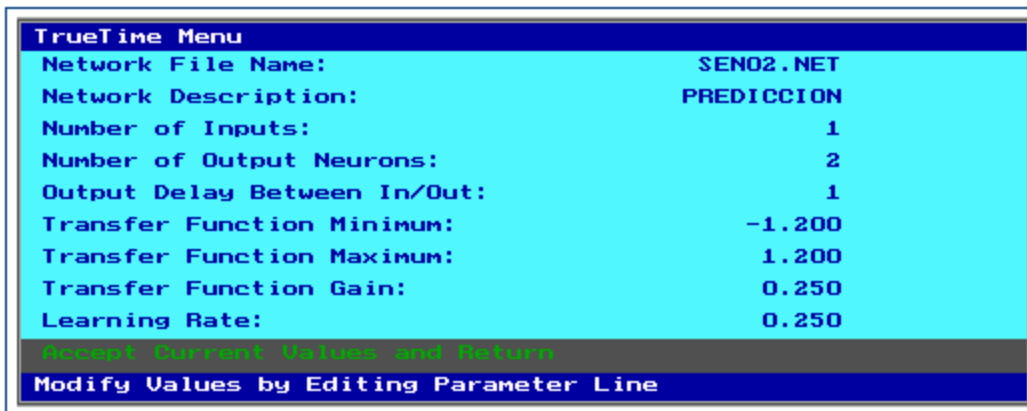 TrueTime Menu
Network File Name: SENO2.NET
Network Description: PREDICCION
Number of Inputs: 1
Number of Output Neurons: 2
Output Delay Between In/Out: 1
Transfer Function Minimum: -1.200
Transfer Function Maximum: 1.200
Transfer Function Gain: 0.250
Learning Rate: 0.250
Accept Current Values and Return
Modify Values by Editing Parameter Line